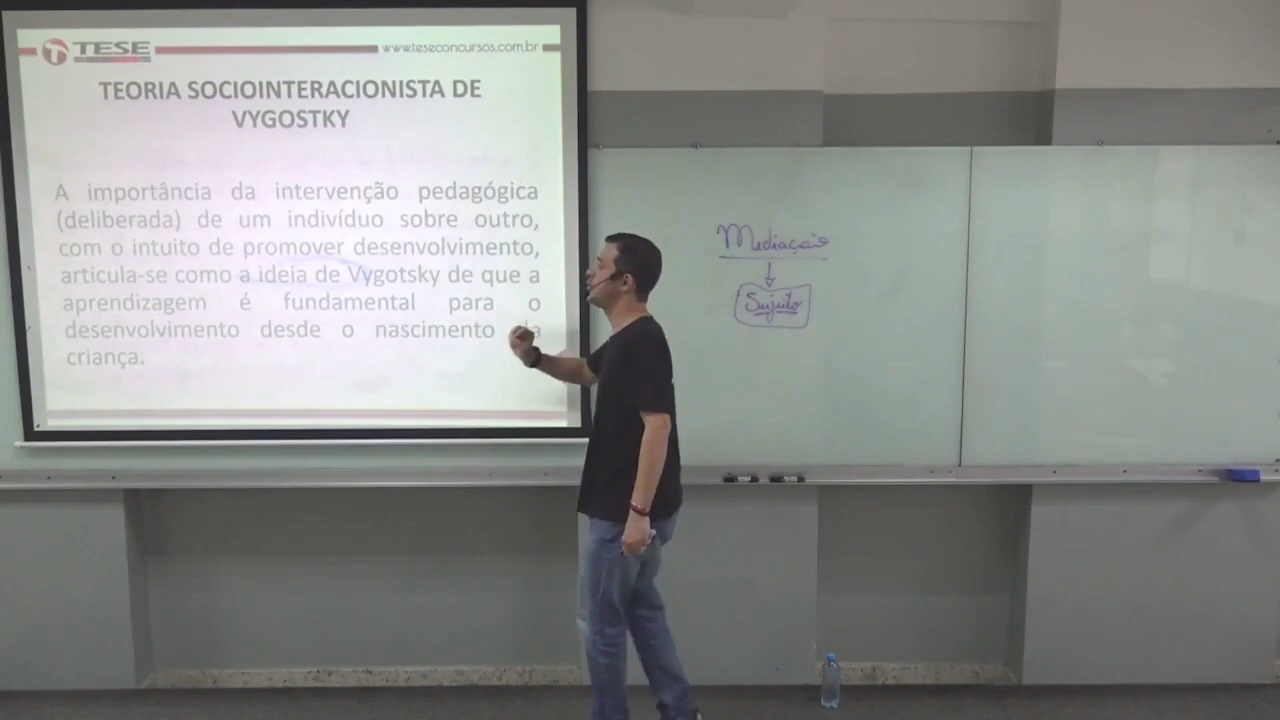 TESE
www.teseconcursos.com.br
TEORIA SOCIOINTERACIONISTA DE
VYGOSTKY
A importância da intervenção pedagógica
(deliberada) de um indivíduo sobre outro,
com o intuito de promover desenvolvimento,
articula-se como a ideia de Vygotsky de que a
aprendizagem é fundamental para o
desenvolvimento desde o nascimento
criança.
Mediação
Sujeito